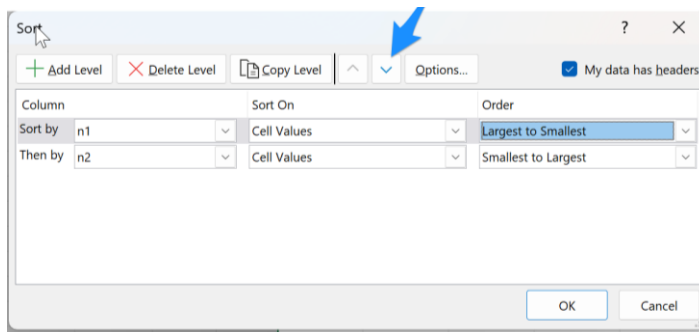 Sort ?
Add Level Delete Level Copy Level Options... My data has headers
Column Sort On Order
Sort by n1 Cell Values Largest to Smallest
Then by n2 Cell Values Smallest to Largest
OK Cancel